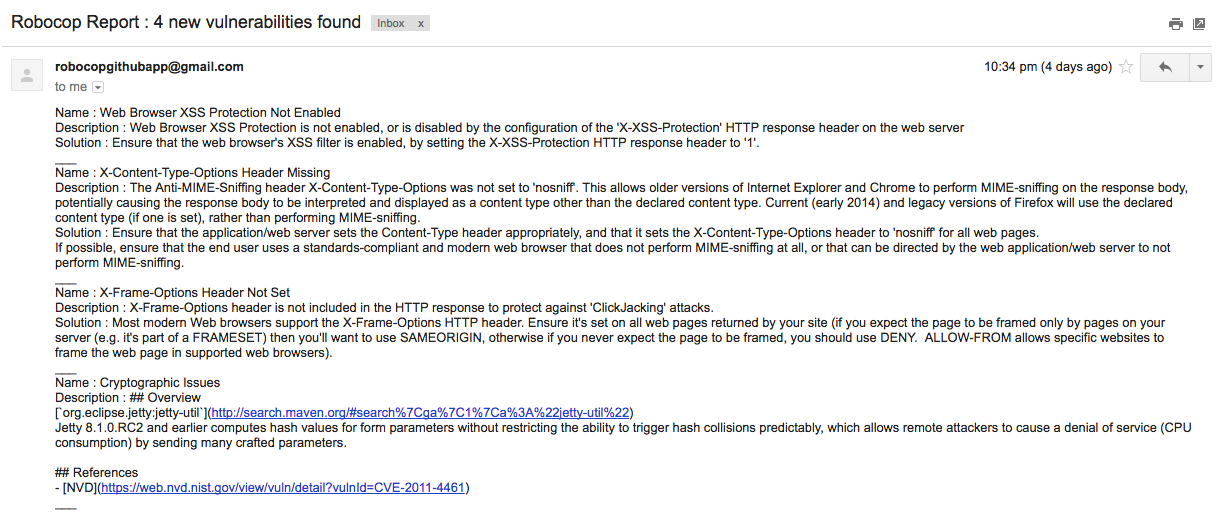 Robocop Report : 4 new vulnerabilities found Inbox x
robocopgithubapp@gmail.com 10:34 pm (4 days ago)
to me
Name : Web Browser XSS Protection Not Enabled
Description : Web Browser XSS Protection is not enabled, or is disabled by the configuration of the 'X-XSS-Protection' HTTP response header on the web server
Solution : Ensure that the web browser's XSS filter is enabled, by setting the X-XSS-Protection HTTP response header to '1'.
___
Name : X-Content-Type-Options Header Missing
Description : The Anti-MIME-Sniffing header X-Content-Type-Options was not set to 'nosniff'. This allows older versions of Internet Explorer and Chrome to perform MIME-sniffing on the response body,
potentially causing the response body to be interpreted and displayed as a content type other than the declared content type. Current (early 2014) and legacy versions of Firefox will use the declared
content type (if one is set), rather than performing MIME-sniffing.
Solution : Ensure that the application/web server sets the Content-Type header appropriately, and that it sets the X-Content-Type-Options header to 'nosniff' for all web pages.
If possible, ensure that the end user uses a standards-compliant and modern web browser that does not perform MIME-sniffing at all, or that can be directed by the web application/web server to not
perform MIME-sniffing.
___
Name : X-Frame-Options Header Not Set
Description : X-Frame-Options header is not included in the HTTP response to protect against 'ClickJacking' attacks.
Solution : Most modern Web browsers support the X-Frame-Options HTTP header. Ensure it's set on all web pages returned by your site (if you expect the page to be framed only by pages on your
server (e.g. it's part of a FRAMESET) then you'll want to use SAMEORIGIN, otherwise if you never expect the page to be framed, you should use DENY.  ALLOW-FROM allows specific websites to
frame the web page in supported web browsers).
___
Name : Cryptographic Issues
Description : ## Overview
[`org.eclipse.jetty:jetty-util`](http://search.maven.org/#search%7Cga%7C1%7Ca%3A%22jetty-util%22)
Jetty 8.1.0.RC2 and earlier computes hash values for form parameters without restricting the ability to trigger hash collisions predictably, which allows remote attackers to cause a denial of service (CPU
consumption) by sending many crafted parameters.
## References
- [NVD](https://web.nvd.nist.gov/view/vuln/detail?vulnId=CVE-2011-4461)
___